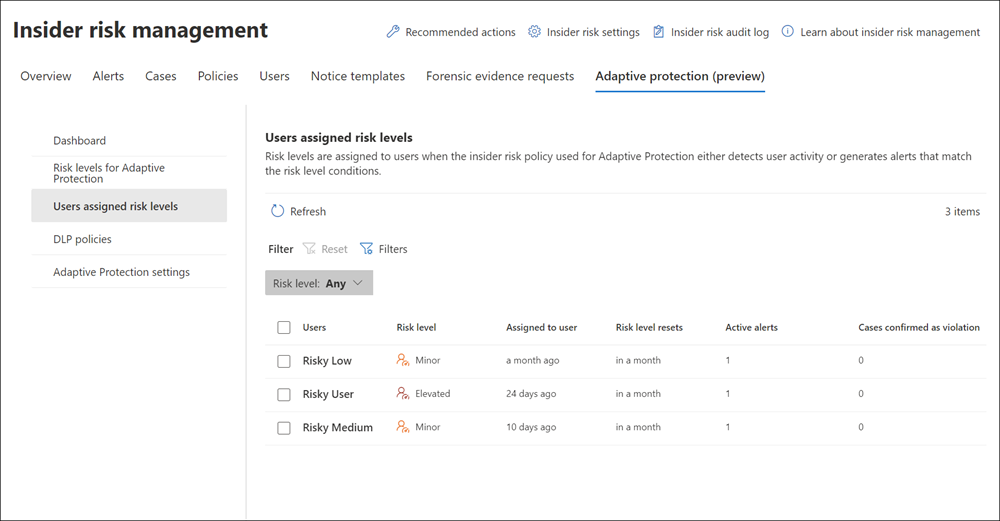 Insider risk management
Recommended actions Insider risk settings Insider risk audit log Learn about insider risk management
Overview Alerts Cases Policies Users Notice templates Forensic evidence requests Adaptive protection (preview)
Dashboard
Risk levels for Adaptive
Protection
Users assigned risk levels
DLP policies
Adaptive Protection settings
Users assigned risk levels
Risk levels are assigned to users when the insider risk policy used for Adaptive Protection either detects user activity or generates alerts that match
the risk level conditions.
Refresh 3 items
Filter Reset Filters
Risk level: Any
Users Risk level Assigned to user Risk level resets Active alerts Cases confirmed as violation
Risky Low Minor a month ago in a month 1 0
Risky User Elevated 24 days ago in a month 1 0
Risky Medium Minor 10 days ago in a month 1 0